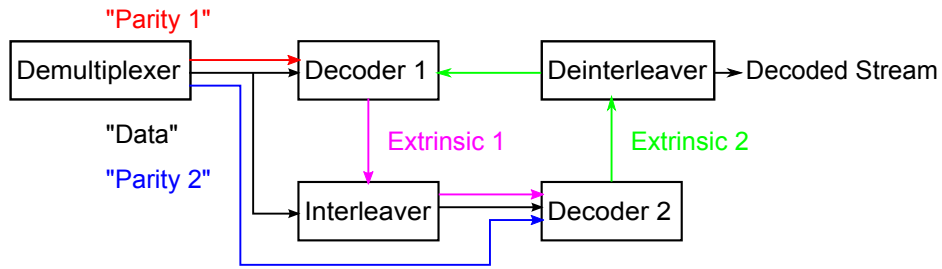 "Parity 1"
Demultiplexer
Decoder 1
Deinterleaver
Decoded Stream
"Data"
Extrinsic 1
Extrinsic 2
"Parity 2"
Interleaver
Decoder 2